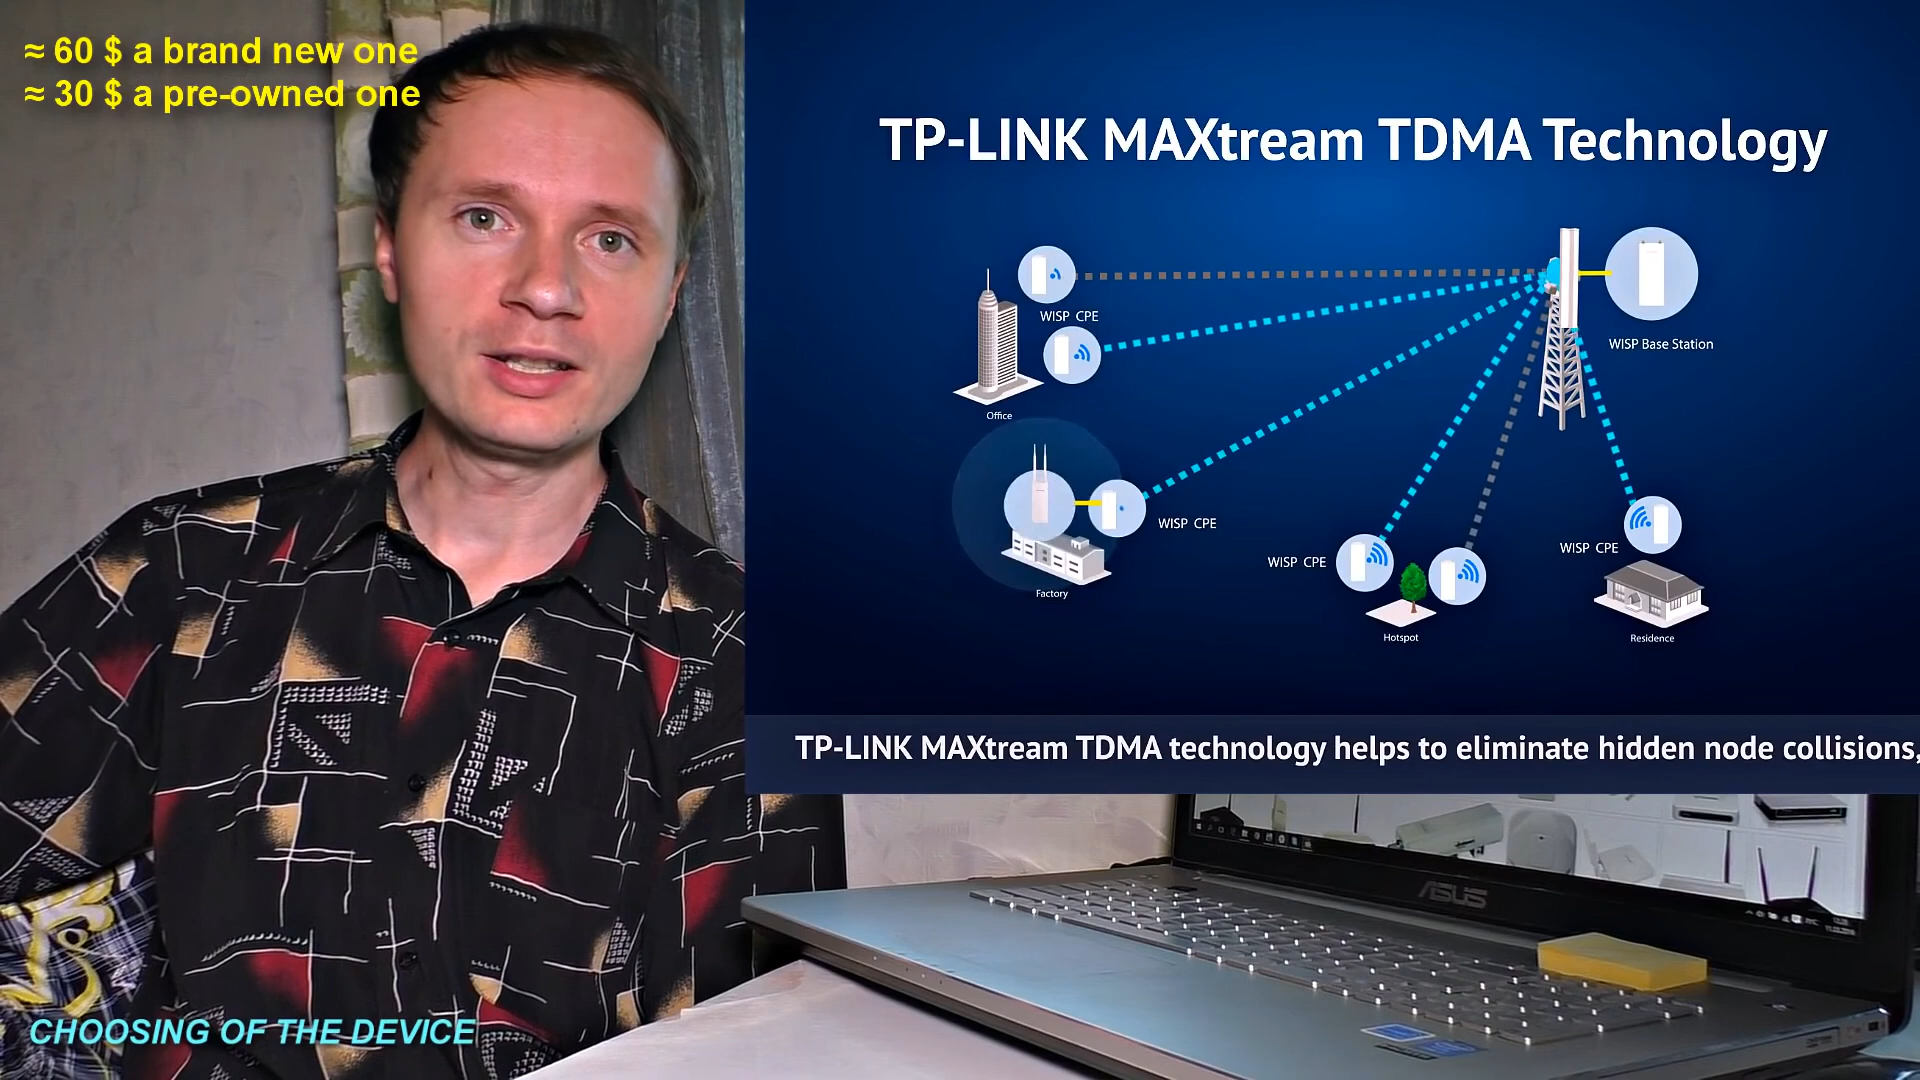 ≈ 60 $ a brand new one
≈ 30 $ a pre-owned one
TP-LINK MAXtream TDMA Technology
WISP CPE
WISP Base Station
Office
WISP CPE
WISP CPE
WISP CPE
Factory
Hotspot
Residence
TP-LINK MAXtream TDMA technology helps to eliminate hidden node collisions,
ASUS
CHOOSING OF THE DEVICE